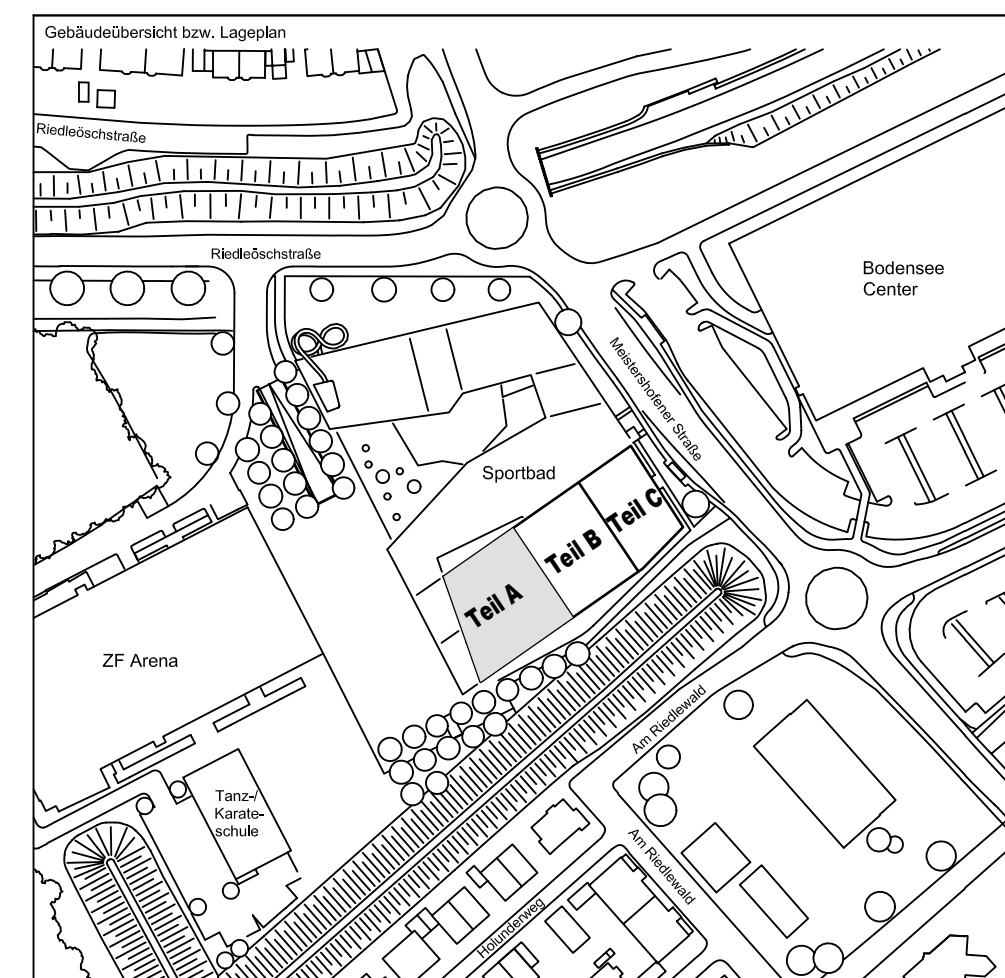 Gebäudeübersicht bzw. Lageplan
Riedleöschstraße
Riedleöschstraße
Bodensee
Center
Meistershofener Straße
Sportbad
Teil C
Teil B
Teil A
ZF Arena
Am Riedlewald
Tanz-/
Karate-
schule
Am Riedlewald
Holunderweg